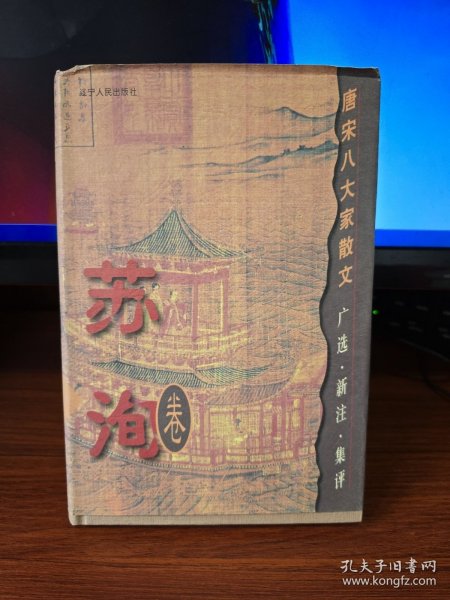 辽宁人民出版社
唐宋八大家散文
广选·新注·集评
苏洵
卷
孔夫子旧书网
www.kongfz.com